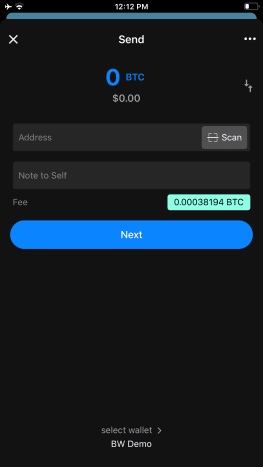 12:12 PM
Send
0 BTC
$0.00
Address
Scan
Note to Self
Fee
0.00038194 BTC
Next
select wallet
BW Demo